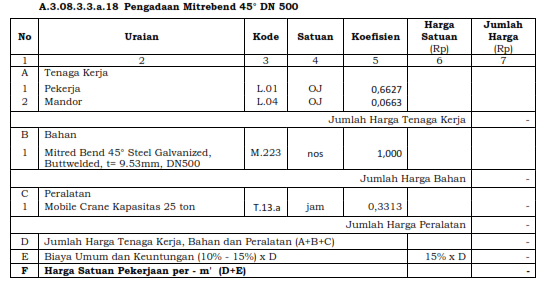 A.3.08.3.3.a.18 Pengadaan Mitrebend 45° DN 500
No Uraian Kode Satuan Koefisien Harga Satuan (Rp) Jumlah Harga (Rp)
1 2 3 4 5 6 7
A Tenaga Kerja
1 Pekerja L.01 OJ 0,6627
2 Mandor L.04 OJ 0,0663
Jumlah Harga Tenaga Kerja -
B Bahan
1 Mitred Bend 45° Steel Galvanized, Buttwelded, t= 9.53mm, DN500 M.223 nos 1,000
Jumlah Harga Bahan -
C Peralatan
1 Mobile Crane Kapasitas 25 ton T.13.a jam 0,3313
Jumlah Harga Peralatan -
D Jumlah Harga Tenaga Kerja, Bahan dan Peralatan (A+B+C) -
E Biaya Umum dan Keuntungan (10% - 15%) x D 15% x D -
F Harga Satuan Pekerjaan per - m' (D+E) -